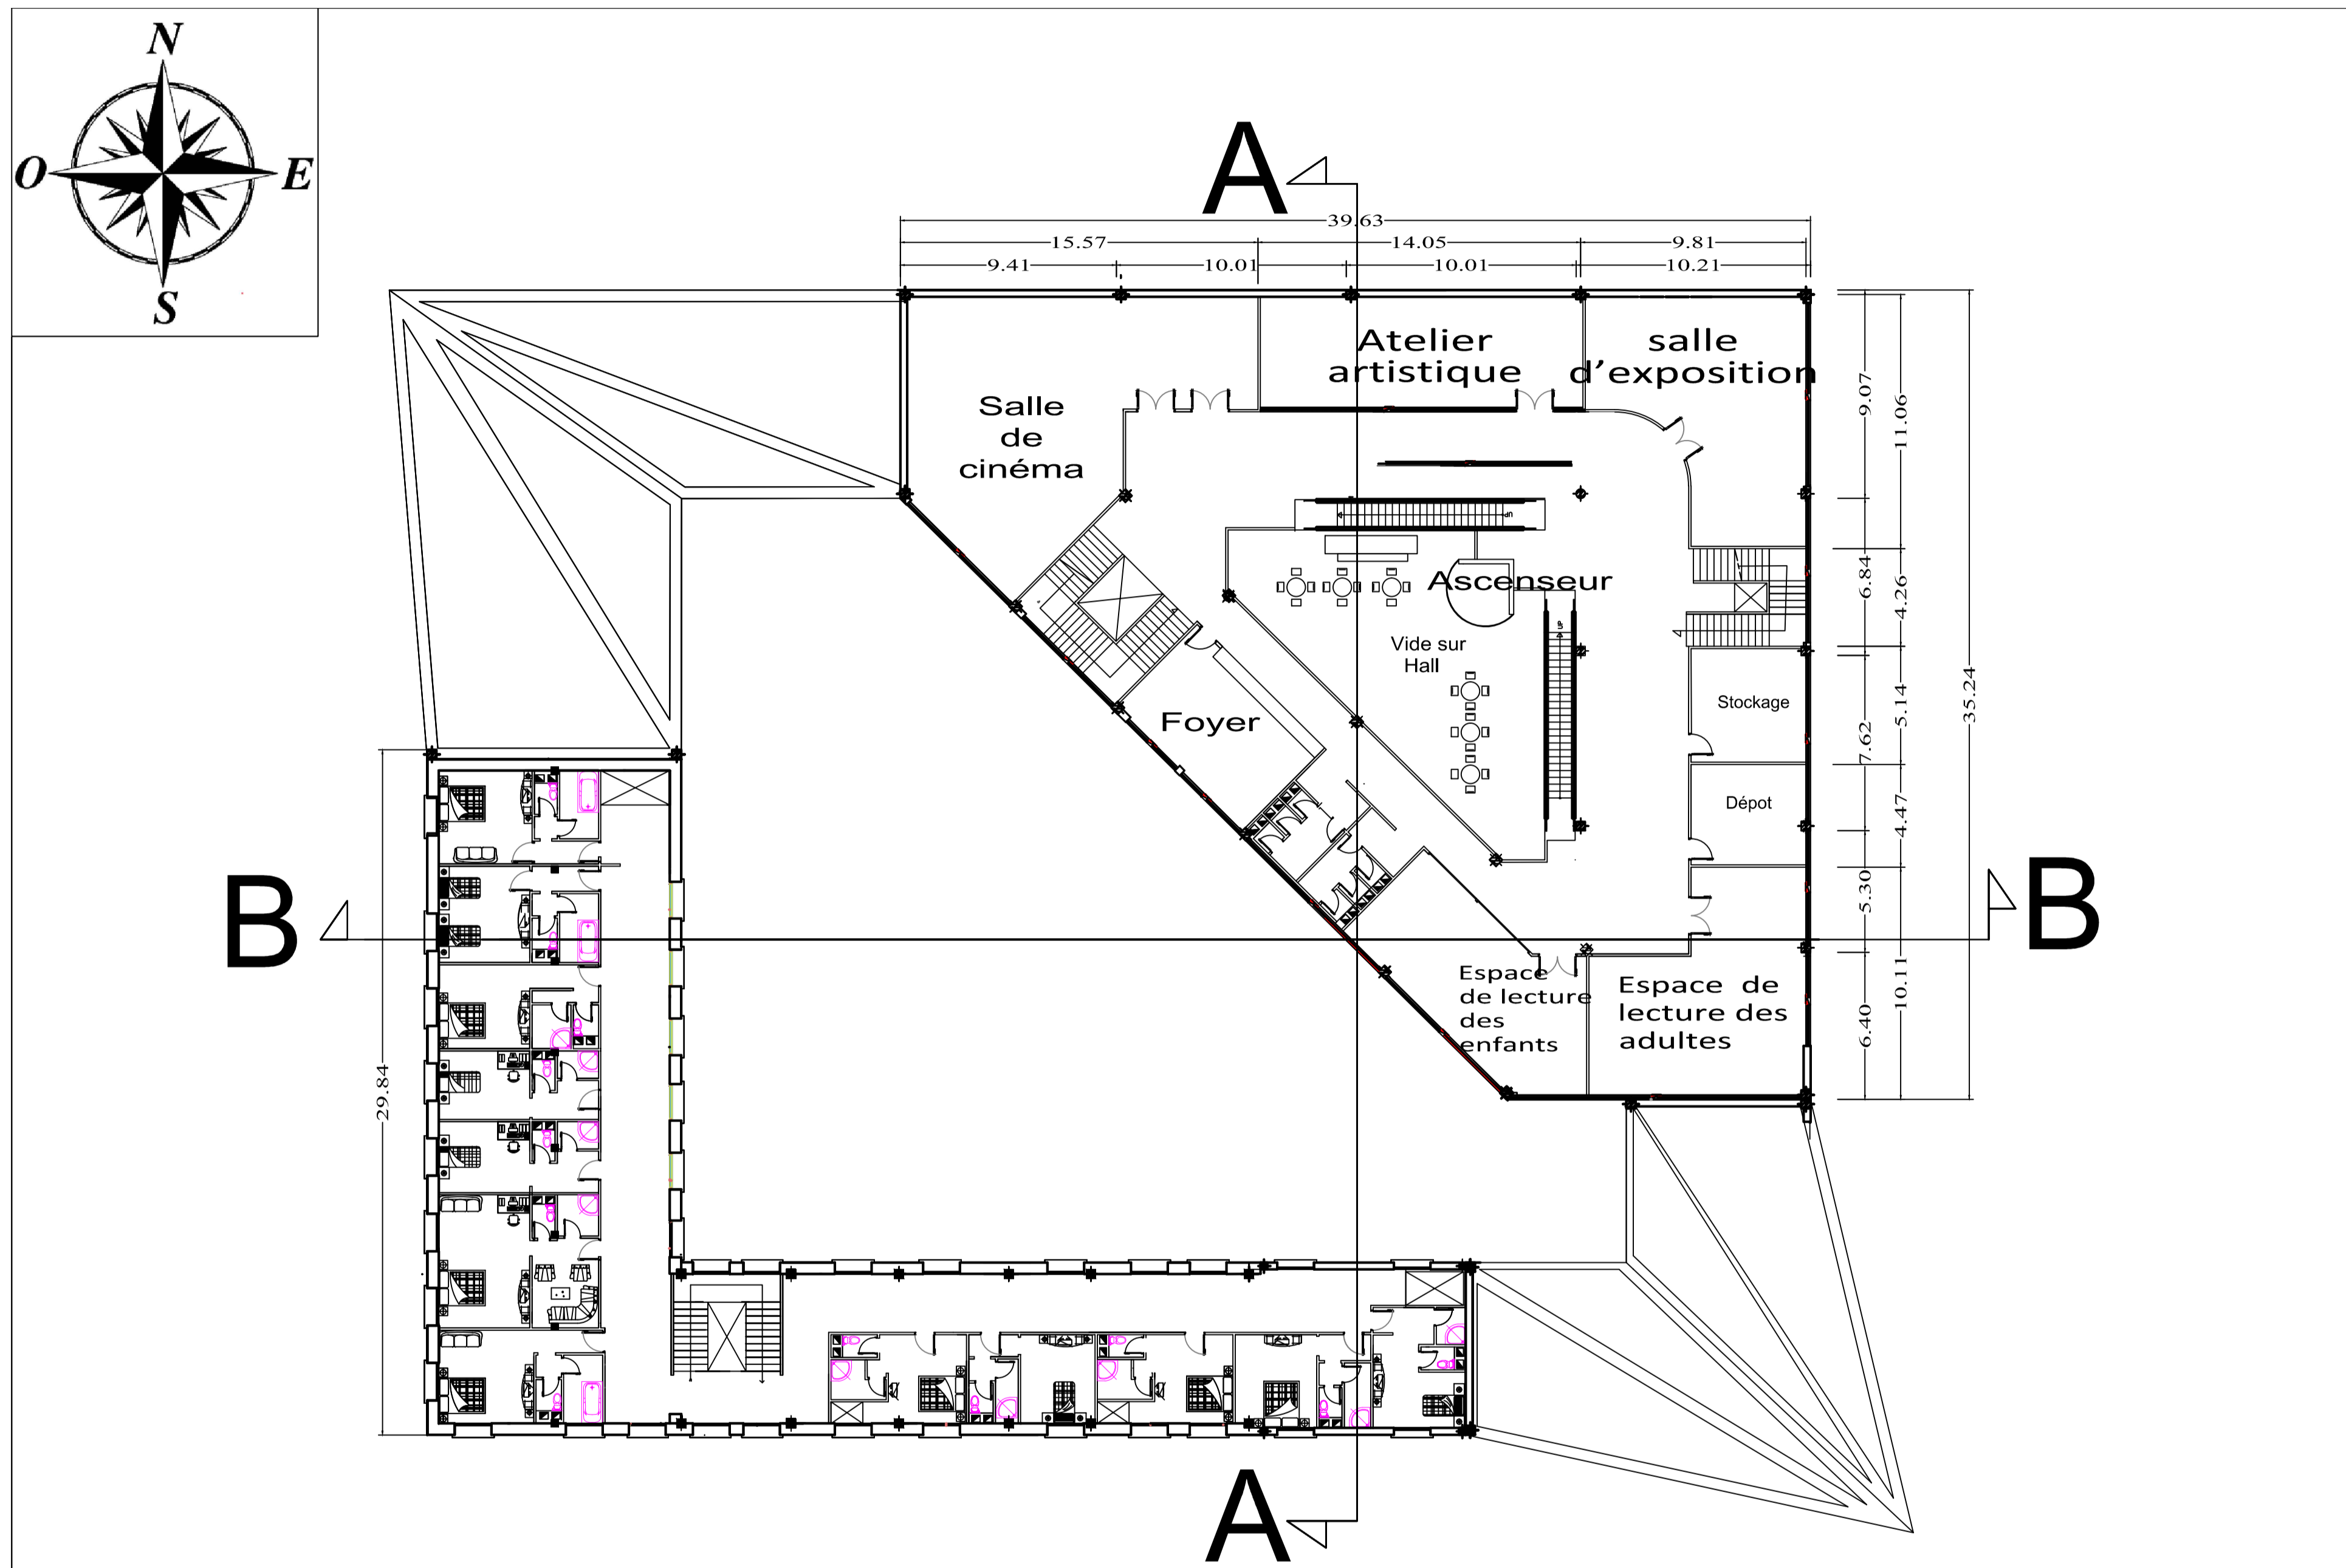 N
O
E
S
A
39.63
15.57
14.05
9.81
9.41
10.01
10.01
10.21
Atelier
artistique
salle
d’exposition
Salle
de
cinéma
9.07
11.06
UP
Ascenseur
6.84
4.26
Vide sur
Hall
35.24
Stockage
5.14
Foyer
7.62
Dépot
4.47
B
B
5.30
Espace
de lecture
des
enfants
Espace de
lecture des
adultes
10.11
6.40
29.84
A